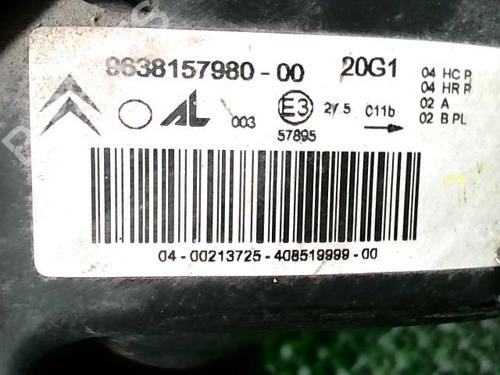 9638157980-00 20G1
04 HC R
04 HR R
02 A
02 B PL
AL 003 E3 2/5 C11b
57895
04-00213725-408519999-00